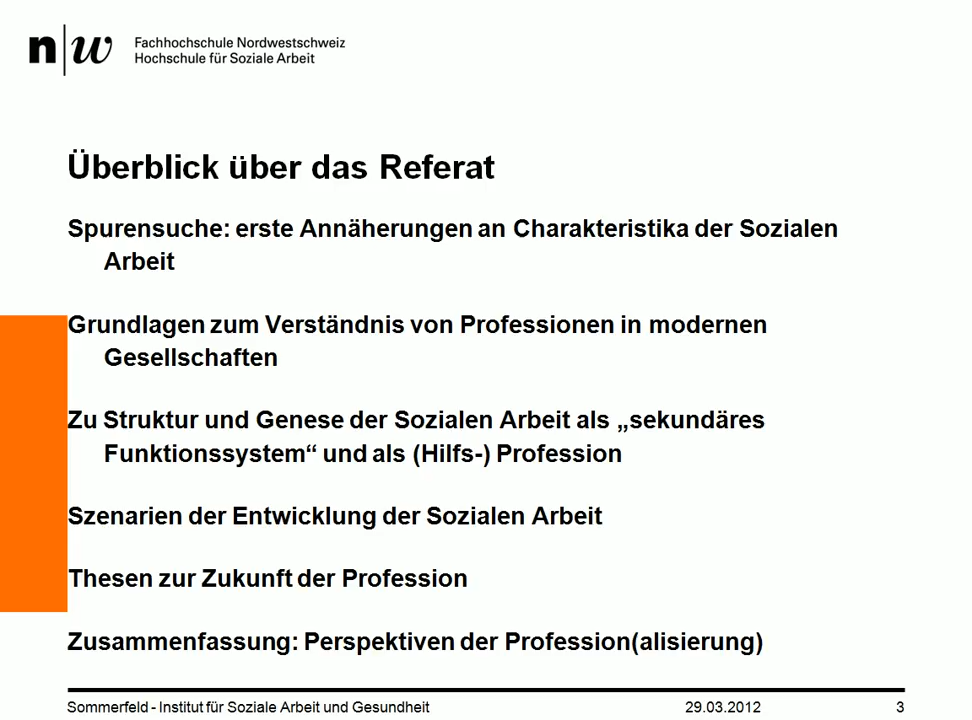 n|w Fachhochschule Nordwestschweiz
Hochschule für Soziale Arbeit
Überblick über das Referat
Spurensuche: erste Annäherungen an Charakteristika der Sozialen
Arbeit
Grundlagen zum Verständnis von Professionen in modernen
Gesellschaften
Zu Struktur und Genese der Sozialen Arbeit als „sekundäres
Funktionssystem“ und als (Hilfs-) Profession
Szenarien der Entwicklung der Sozialen Arbeit
Thesen zur Zukunft der Profession
Zusammenfassung: Perspektiven der Profession(alisierung)
Sommerfeld - Institut für Soziale Arbeit und Gesundheit 29.03.2012 3